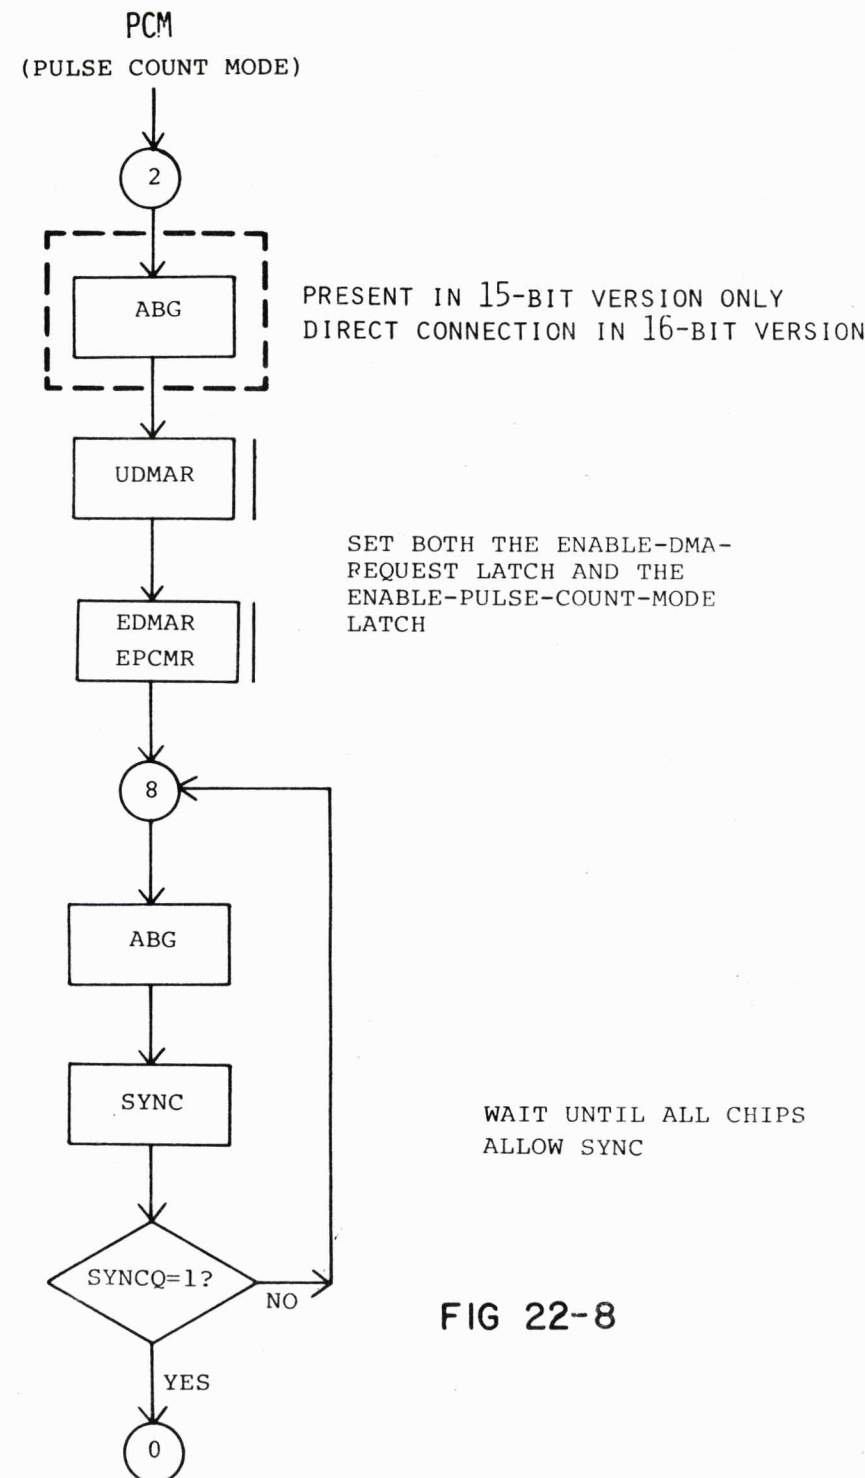 PCM
(PULSE COUNT MODE)
2
ABG
PRESENT IN 15-BIT VERSION ONLY
DIRECT CONNECTION IN 16-BIT VERSION
UDMAR
SET BOTH THE ENABLE-DMA-
REQUEST LATCH AND THE
ENABLE-PULSE-COUNT-MODE
LATCH
EDMAR
EPCMR
8
ABG
SYNC
WAIT UNTIL ALL CHIPS
ALLOW SYNC
SYNCQ=1?
NO
FIG 22-8
YES
0